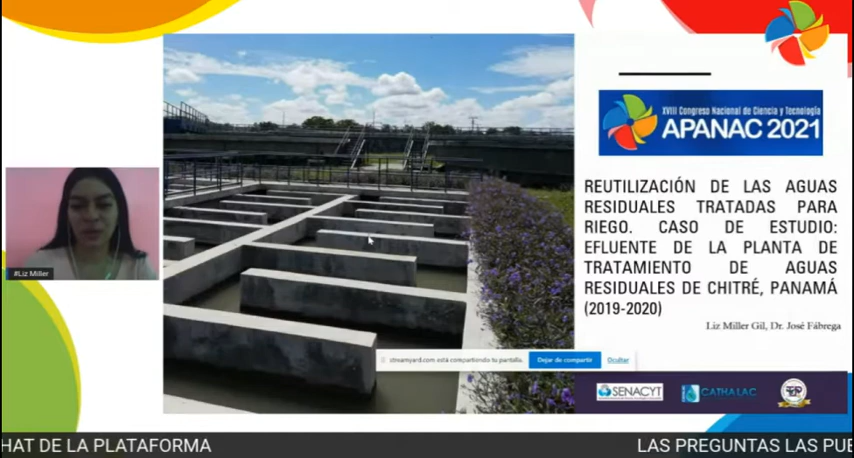 XVIII Congreso Nacional de Ciencia y Tecnología
APANAC 2021
REUTILIZACIÓN DE LAS AGUAS
RESIDUALES TRATADAS PARA
RIEGO. CASO DE ESTUDIO:
EFLUENTE DE LA PLANTA DE
TRATAMIENTO DE AGUAS
RESIDUALES DE CHITRÉ, PANAMÁ
(2019-2020)
Liz Miller Gil, Dr. José Fábrega
#Liz Miller
streamyard.com está compartiendo tu pantalla.
Dejar de compartir
Ocultar
SENACYT
CATHALAC
HAT DE LA PLATAFORMA
LAS PREGUNTAS LAS PUE